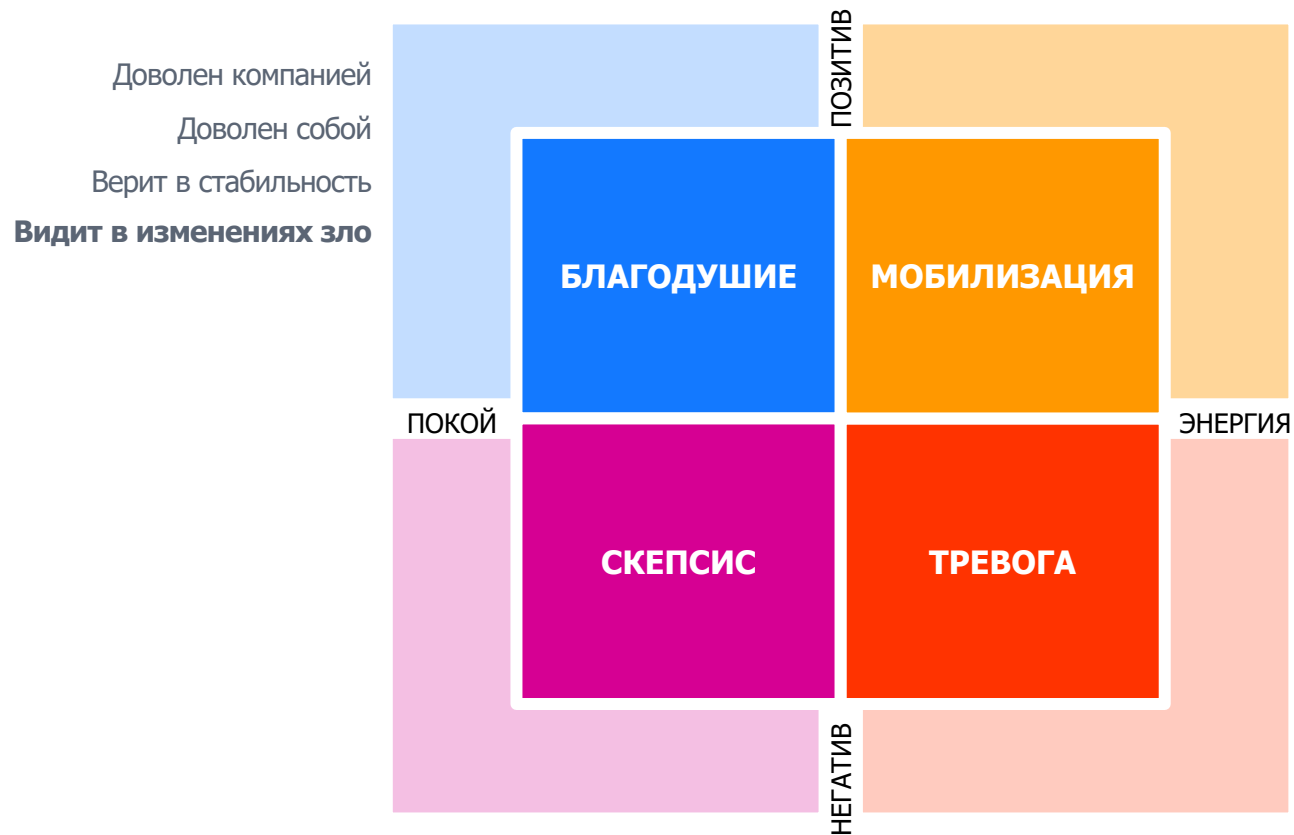 ПОЗИТИВ
Доволен компанией
Доволен собой
Верит в стабильность
Видит в изменениях зло
БЛАГОДУШИЕ
МОБИЛИЗАЦИЯ
ПОКОЙ
ЭНЕРГИЯ
СКЕПСИС
ТРЕВОГА
НЕГАТИВ